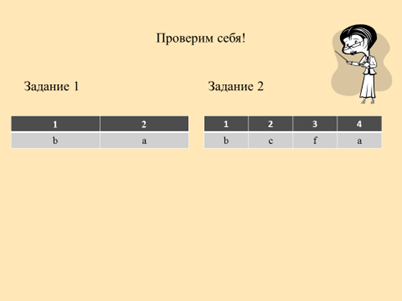 Проверим себя!
Задание 1
Задание 2
1 2
b a
1 2 3 4
b c f a